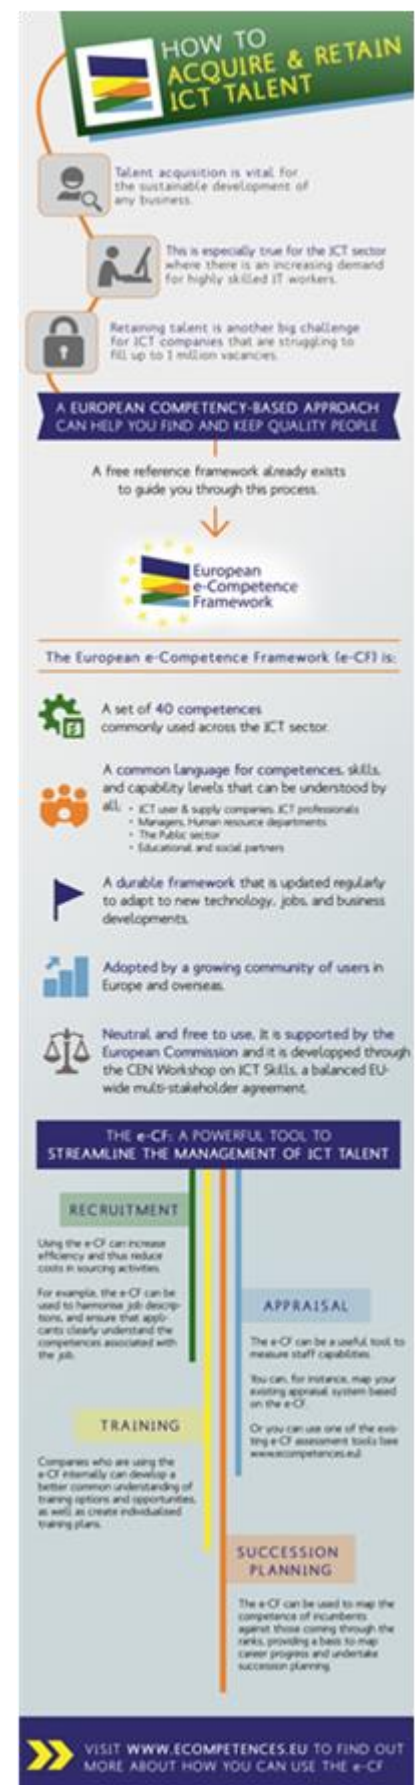 HOW TO
ACQUIRE & RETAIN
ICT TALENT
Talent acquisition is vital for
the sustainable development of
any business.
This is especially true for the ICT sector
where there is an increasing demand
for highly skilled IT workers.
Retaining talent is another big challenge
for ICT companies that are struggling to
fill up to 1 million vacancies.
A EUROPEAN COMPETENCY-BASED APPROACH
CAN HELP YOU FIND AND KEEP QUALITY PEOPLE
A free reference framework already exists
to guide you through this process.
European
e-Competence
Framework
The European e-Competence Framework (e-CF) is:
A set of 40 competences
commonly used across the ICT sector.
A common language for competences, skills,
and capability levels that can be understood by
all:
• ICT user & supply companies, ICT professionals
• Managers, Human resource departments
• The Public sector
• Educational and social partners
A durable framework that is updated regularly
to adapt to new technology, jobs, and business
developments.
Adopted by a growing community of users in
Europe and overseas.
Neutral and free to use, it is supported by the
European Commission and it is developped through
the CEN Workshop on ICT Skills, a balanced EU-
wide multi-stakeholder agreement.
THE e-CF: A POWERFUL TOOL TO
STREAMLINE THE MANAGEMENT OF ICT TALENT
RECRUITMENT
Using the e-CF can increase
efficiency and thus reduce
costs in sourcing activities.
For example, the e-CF can be
used to harmonise job descrip-
tions, and ensure that appli-
cants clearly understand the
competences associated with
the job.
APPRAISAL
The e-CF can be a useful tool to
measure staff capabilities.
You can, for instance, map your
existing appraisal system based
on the e-CF.
Or you can use one of the exis-
ting e-CF assessment tools (see
www.ecompetences.eu)
TRAINING
Companies who are using the
e-CF internally can develop a
better common understanding of
training options and opportunities,
as well as create individualised
training plans.
SUCCESSION
PLANNING
The e-CF can be used to map the
competence of incumbents
against those coming through the
ranks, providing a basis to map
career progress and undertake
succession planning.
VISIT WWW.ECOMPETENCES.EU TO FIND OUT
MORE ABOUT HOW YOU CAN USE THE e-CF